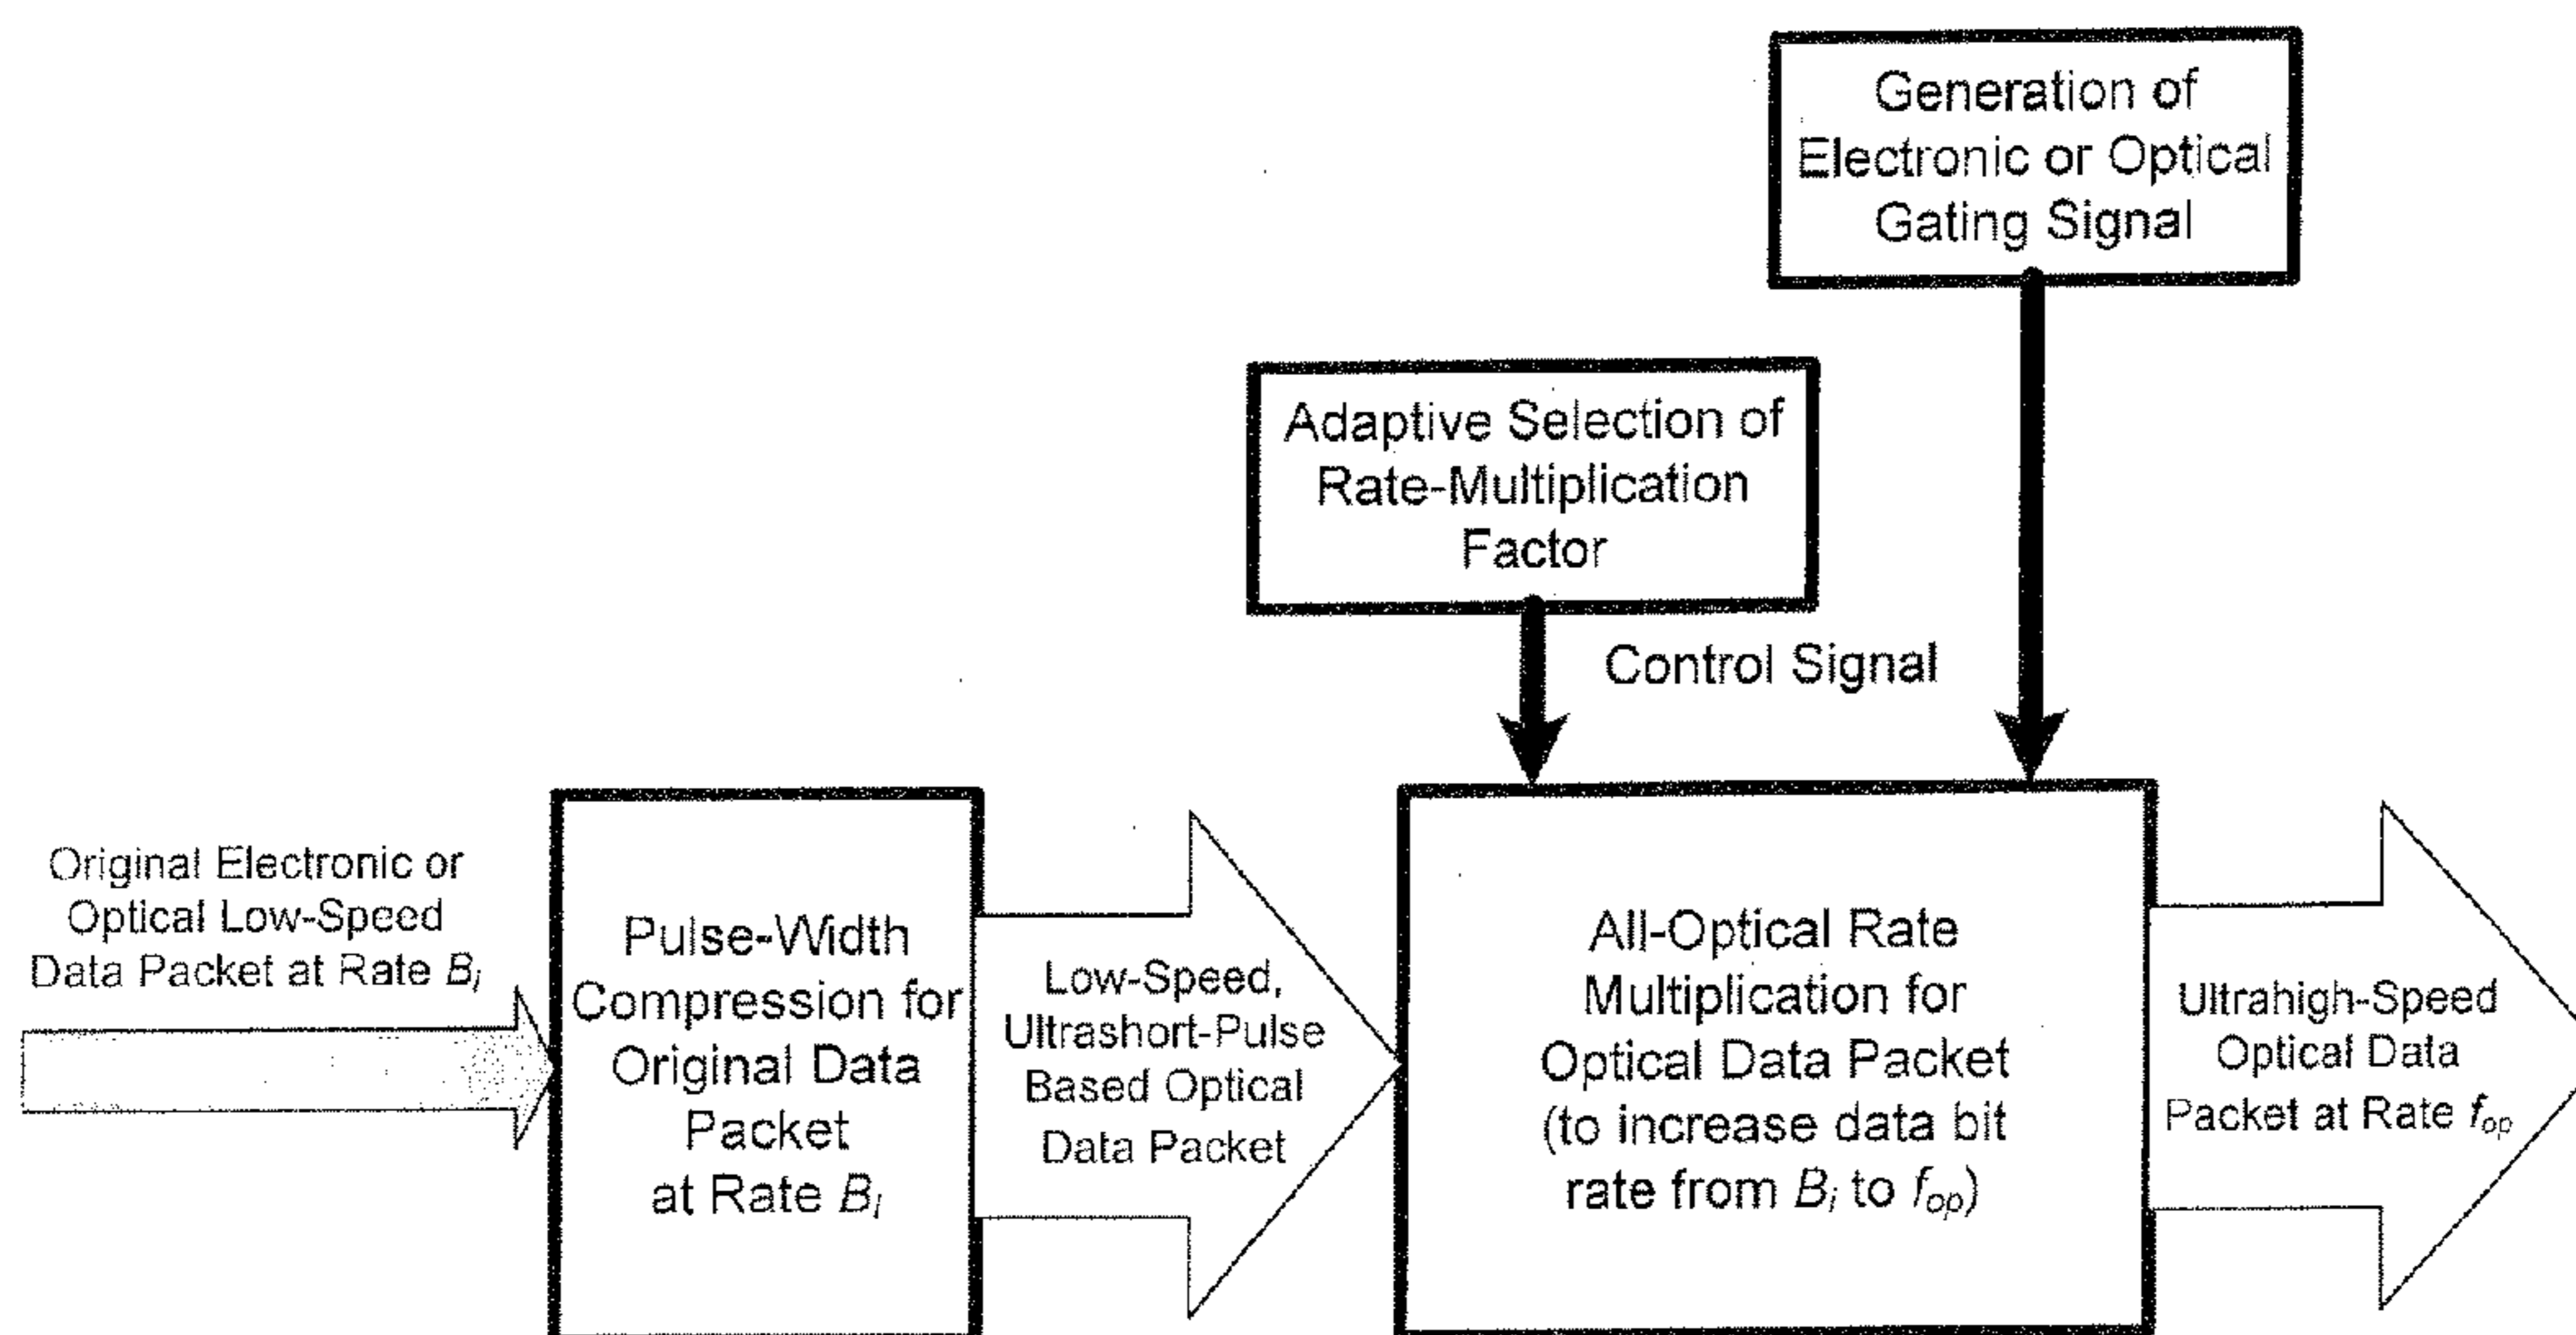 Generation of
Electronic or Optical
Gating Signal
Adaptive Selection of
Rate-Multiplication
Factor
Control Signal
Original Electronic or
Optical Low-Speed
Data Packet at Rate Bi
Pulse-Width
Compression for
Original Data
Packet
at Rate Bi
Low-Speed,
Ultrashort-Pulse
Based Optical
Data Packet
All-Optical Rate
Multiplication for
Optical Data Packet
(to increase data bit
rate from Bi to fop)
Ultrahigh-Speed
Optical Data
Packet at Rate fop